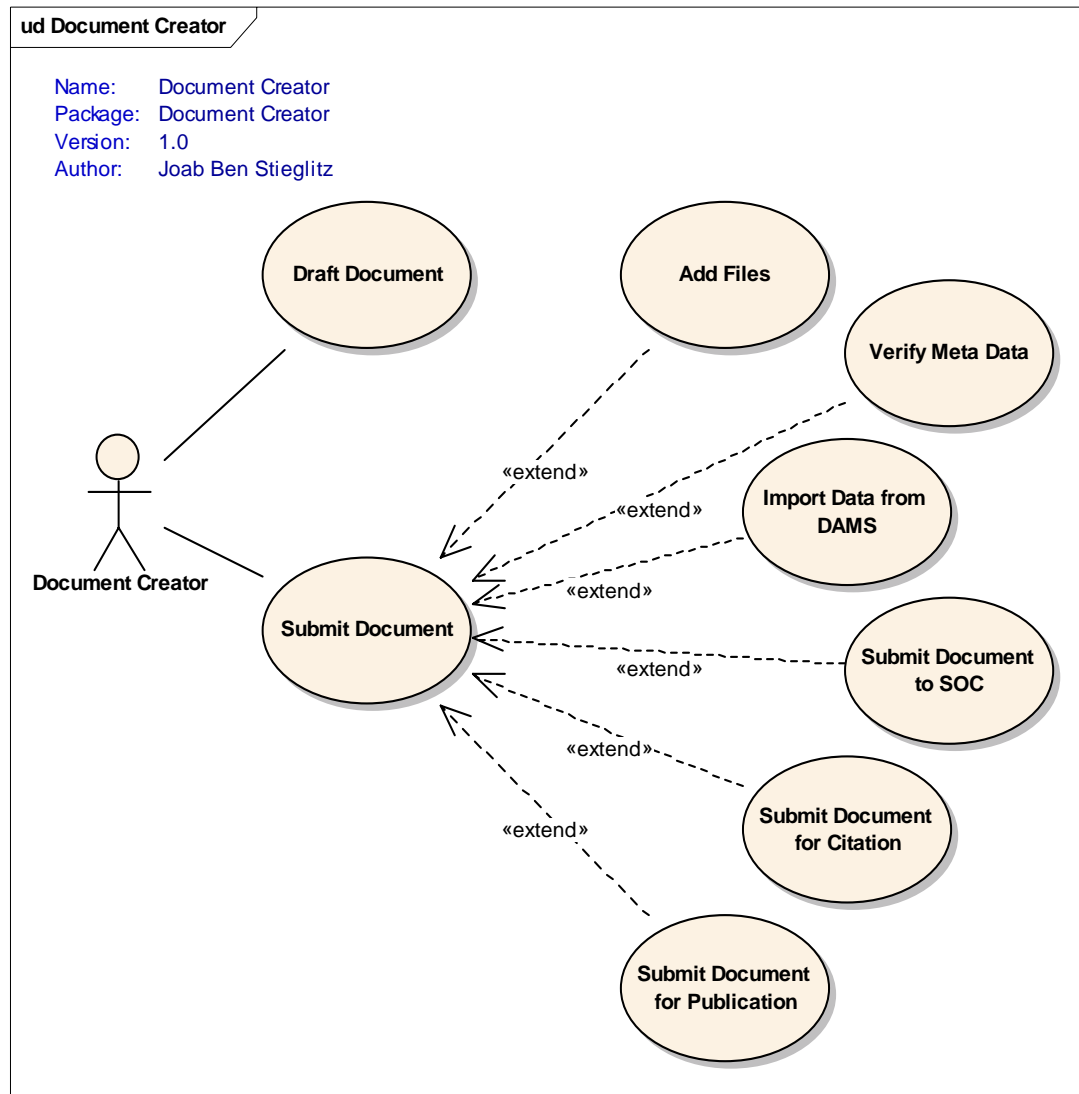 ud Document Creator
Name: Document Creator
Package: Document Creator
Version: 1.0
Author: Joab Ben Stieglitz
Draft Document
Add Files
Verify Meta Data
«extend»
«extend»
Import Data from
DAMS
Document Creator
«extend»
Submit Document
«extend»
Submit Document
to SOC
«extend»
Submit Document
for Citation
«extend»
Submit Document
for Publication